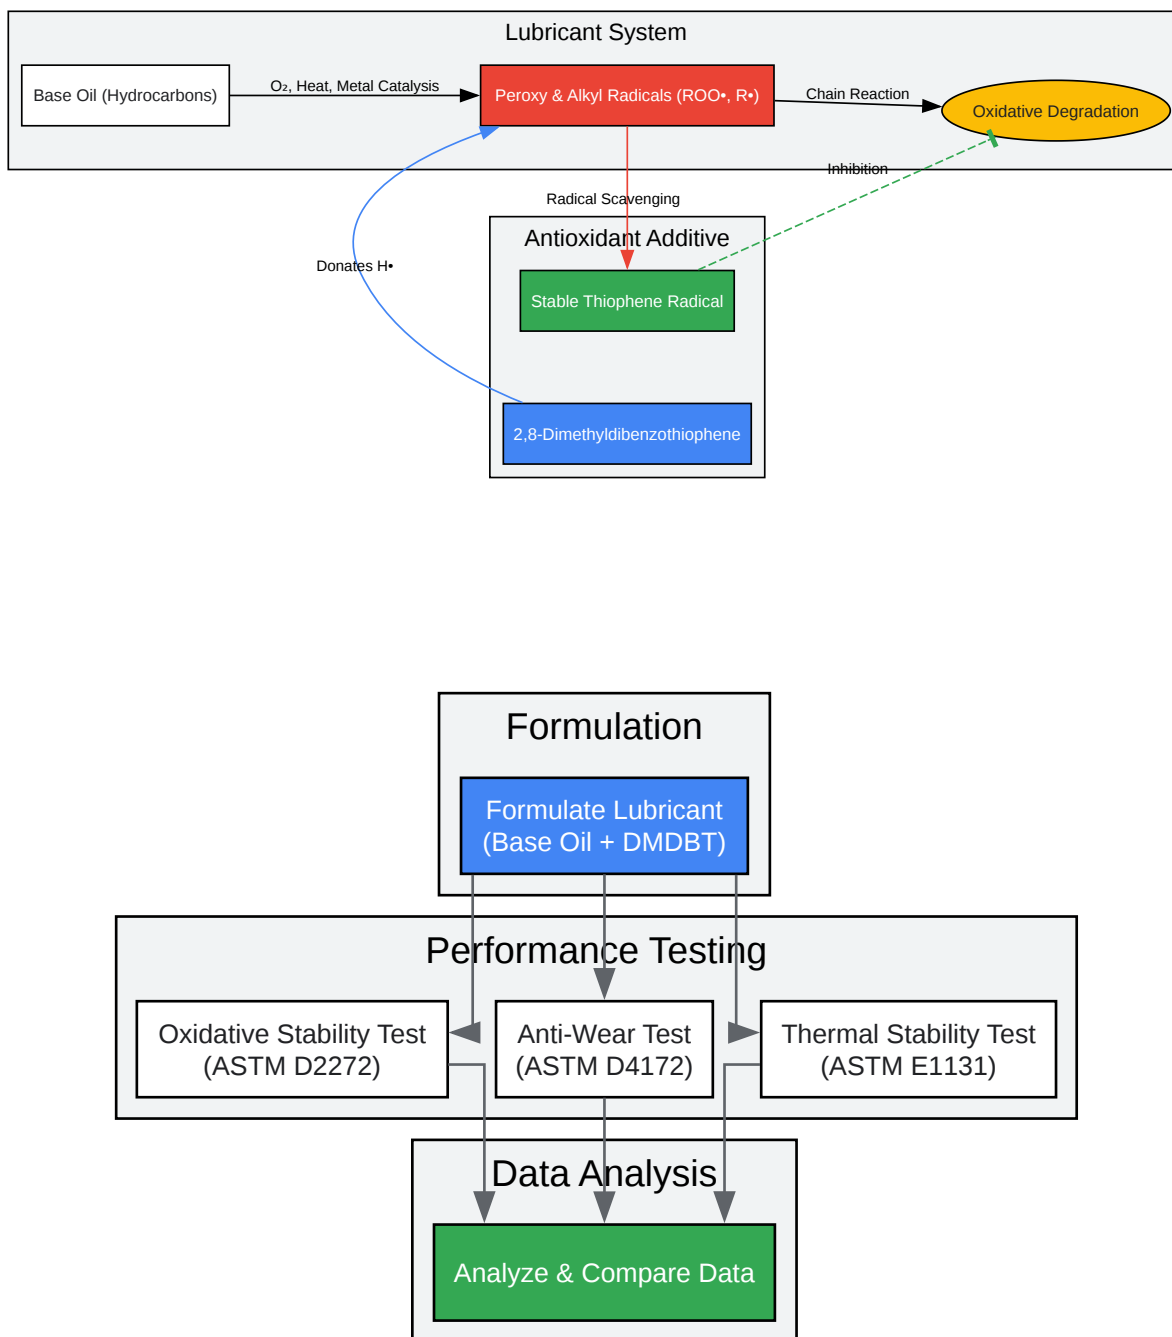 Lubricant System
Base Oil (Hydrocarbons)
O₂, Heat, Metal Catalysis
Peroxy & Alkyl Radicals (ROO•, R•)
Chain Reaction
Oxidative Degradation
Inhibition
Radical Scavenging
Antioxidant Additive
Donates H•
Stable Thiophene Radical
2,8-Dimethyldibenzothiophene
Formulation
Formulate Lubricant
(Base Oil + DMDBT)
Performance Testing
Oxidative Stability Test
(ASTM D2272)
Anti-Wear Test
(ASTM D4172)
Thermal Stability Test
(ASTM E1131)
Data Analysis
Analyze & Compare Data